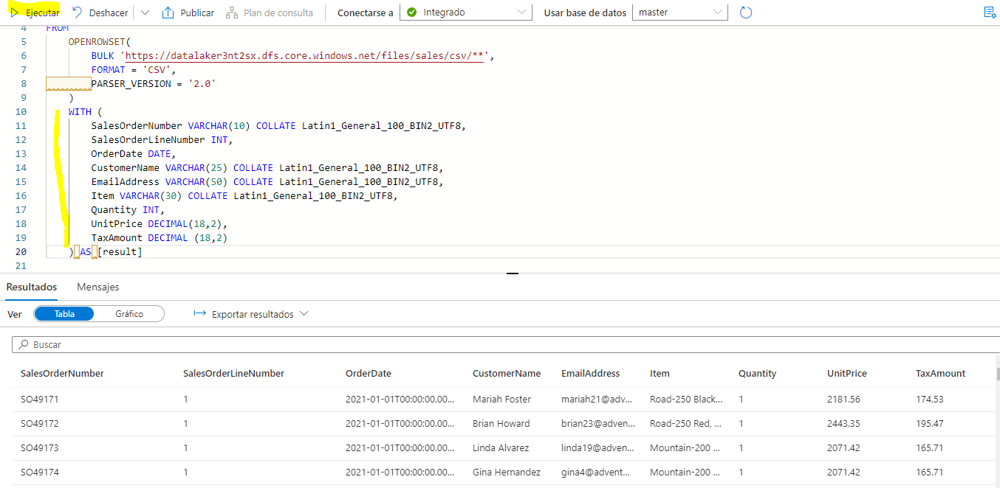 Ejecutar Deshacer Publicar Plan de consulta Conectarse a Integrado Usar base de datos master
4 FROM
5 OPENROWSET(
6 BULK 'https://datalaker3nt2sx.dfs.core.windows.net/files/sales/csv/**',
7 FORMAT = 'CSV',
8 PARSER_VERSION = '2.0'
9 )
10 WITH (
11 SalesOrderNumber VARCHAR(10) COLLATE Latin1_General_100_BIN2_UTF8,
12 SalesOrderLineNumber INT,
13 OrderDate DATE,
14 CustomerName VARCHAR(25) COLLATE Latin1_General_100_BIN2_UTF8,
15 EmailAddress VARCHAR(50) COLLATE Latin1_General_100_BIN2_UTF8,
16 Item VARCHAR(30) COLLATE Latin1_General_100_BIN2_UTF8,
17 Quantity INT,
18 UnitPrice DECIMAL(18,2),
19 TaxAmount DECIMAL (18,2)
20 ) AS [result]
21
Resultados Mensajes
Ver Tabla Gráfico Exportar resultados
Buscar
SalesOrderNumber SalesOrderLineNumber OrderDate CustomerName EmailAddress Item Quantity UnitPrice TaxAmount
SO49171 1 2021-01-01T00:00:00.00... Mariah Foster mariah21@adv... Road-250 Black... 1 2181.56 174.53
SO49172 1 2021-01-01T00:00:00.00... Brian Howard brian23@adven... Road-250 Red, ... 1 2443.35 195.47
SO49173 1 2021-01-01T00:00:00.00... Linda Alvarez linda19@adven... Mountain-200 ... 1 2071.42 165.71
SO49174 1 2021-01-01T00:00:00.00... Gina Hernandez gina4@advent... Mountain-200 ... 1 2071.42 165.71